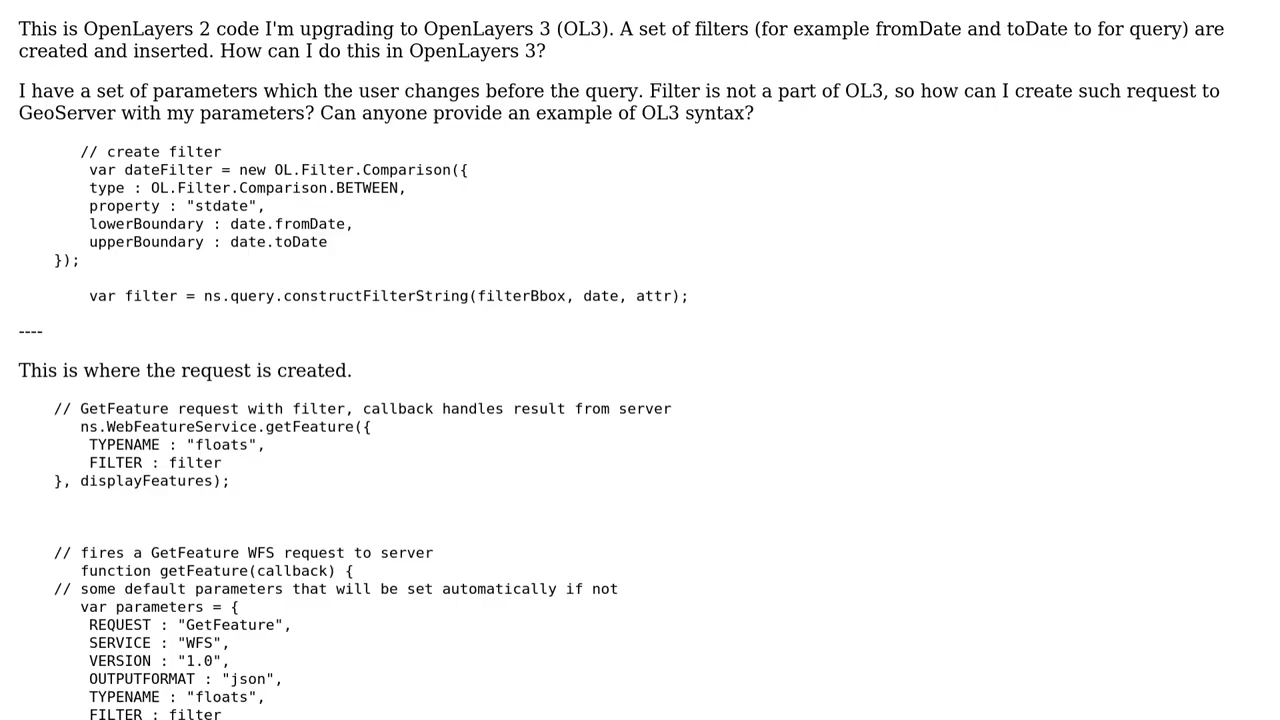 This is OpenLayers 2 code I'm upgrading to OpenLayers 3 (OL3). A set of filters (for example fromDate and toDate to for query) are
created and inserted. How can I do this in OpenLayers 3?
I have a set of parameters which the user changes before the query. Filter is not a part of OL3, so how can I create such request to
GeoServer with my parameters? Can anyone provide an example of OL3 syntax?
// create filter
var dateFilter = new OL.Filter.Comparison({
type : OL.Filter.Comparison.BETWEEN,
property : "stdate",
lowerBoundary : date.fromDate,
upperBoundary : date.toDate
});
var filter = ns.query.constructFilterString(filterBbox, date, attr);
----
This is where the request is created.
// GetFeature request with filter, callback handles result from server
ns.WebFeatureService.getFeature({
TYPENAME : "floats",
FILTER : filter
}, displayFeatures);
// fires a GetFeature WFS request to server
function getFeature(callback) {
// some default parameters that will be set automatically if not
var parameters = {
REQUEST : "GetFeature",
SERVICE : "WFS",
VERSION : "1.0",
OUTPUTFORMAT : "json",
TYPENAME : "floats",
FILTER : filter